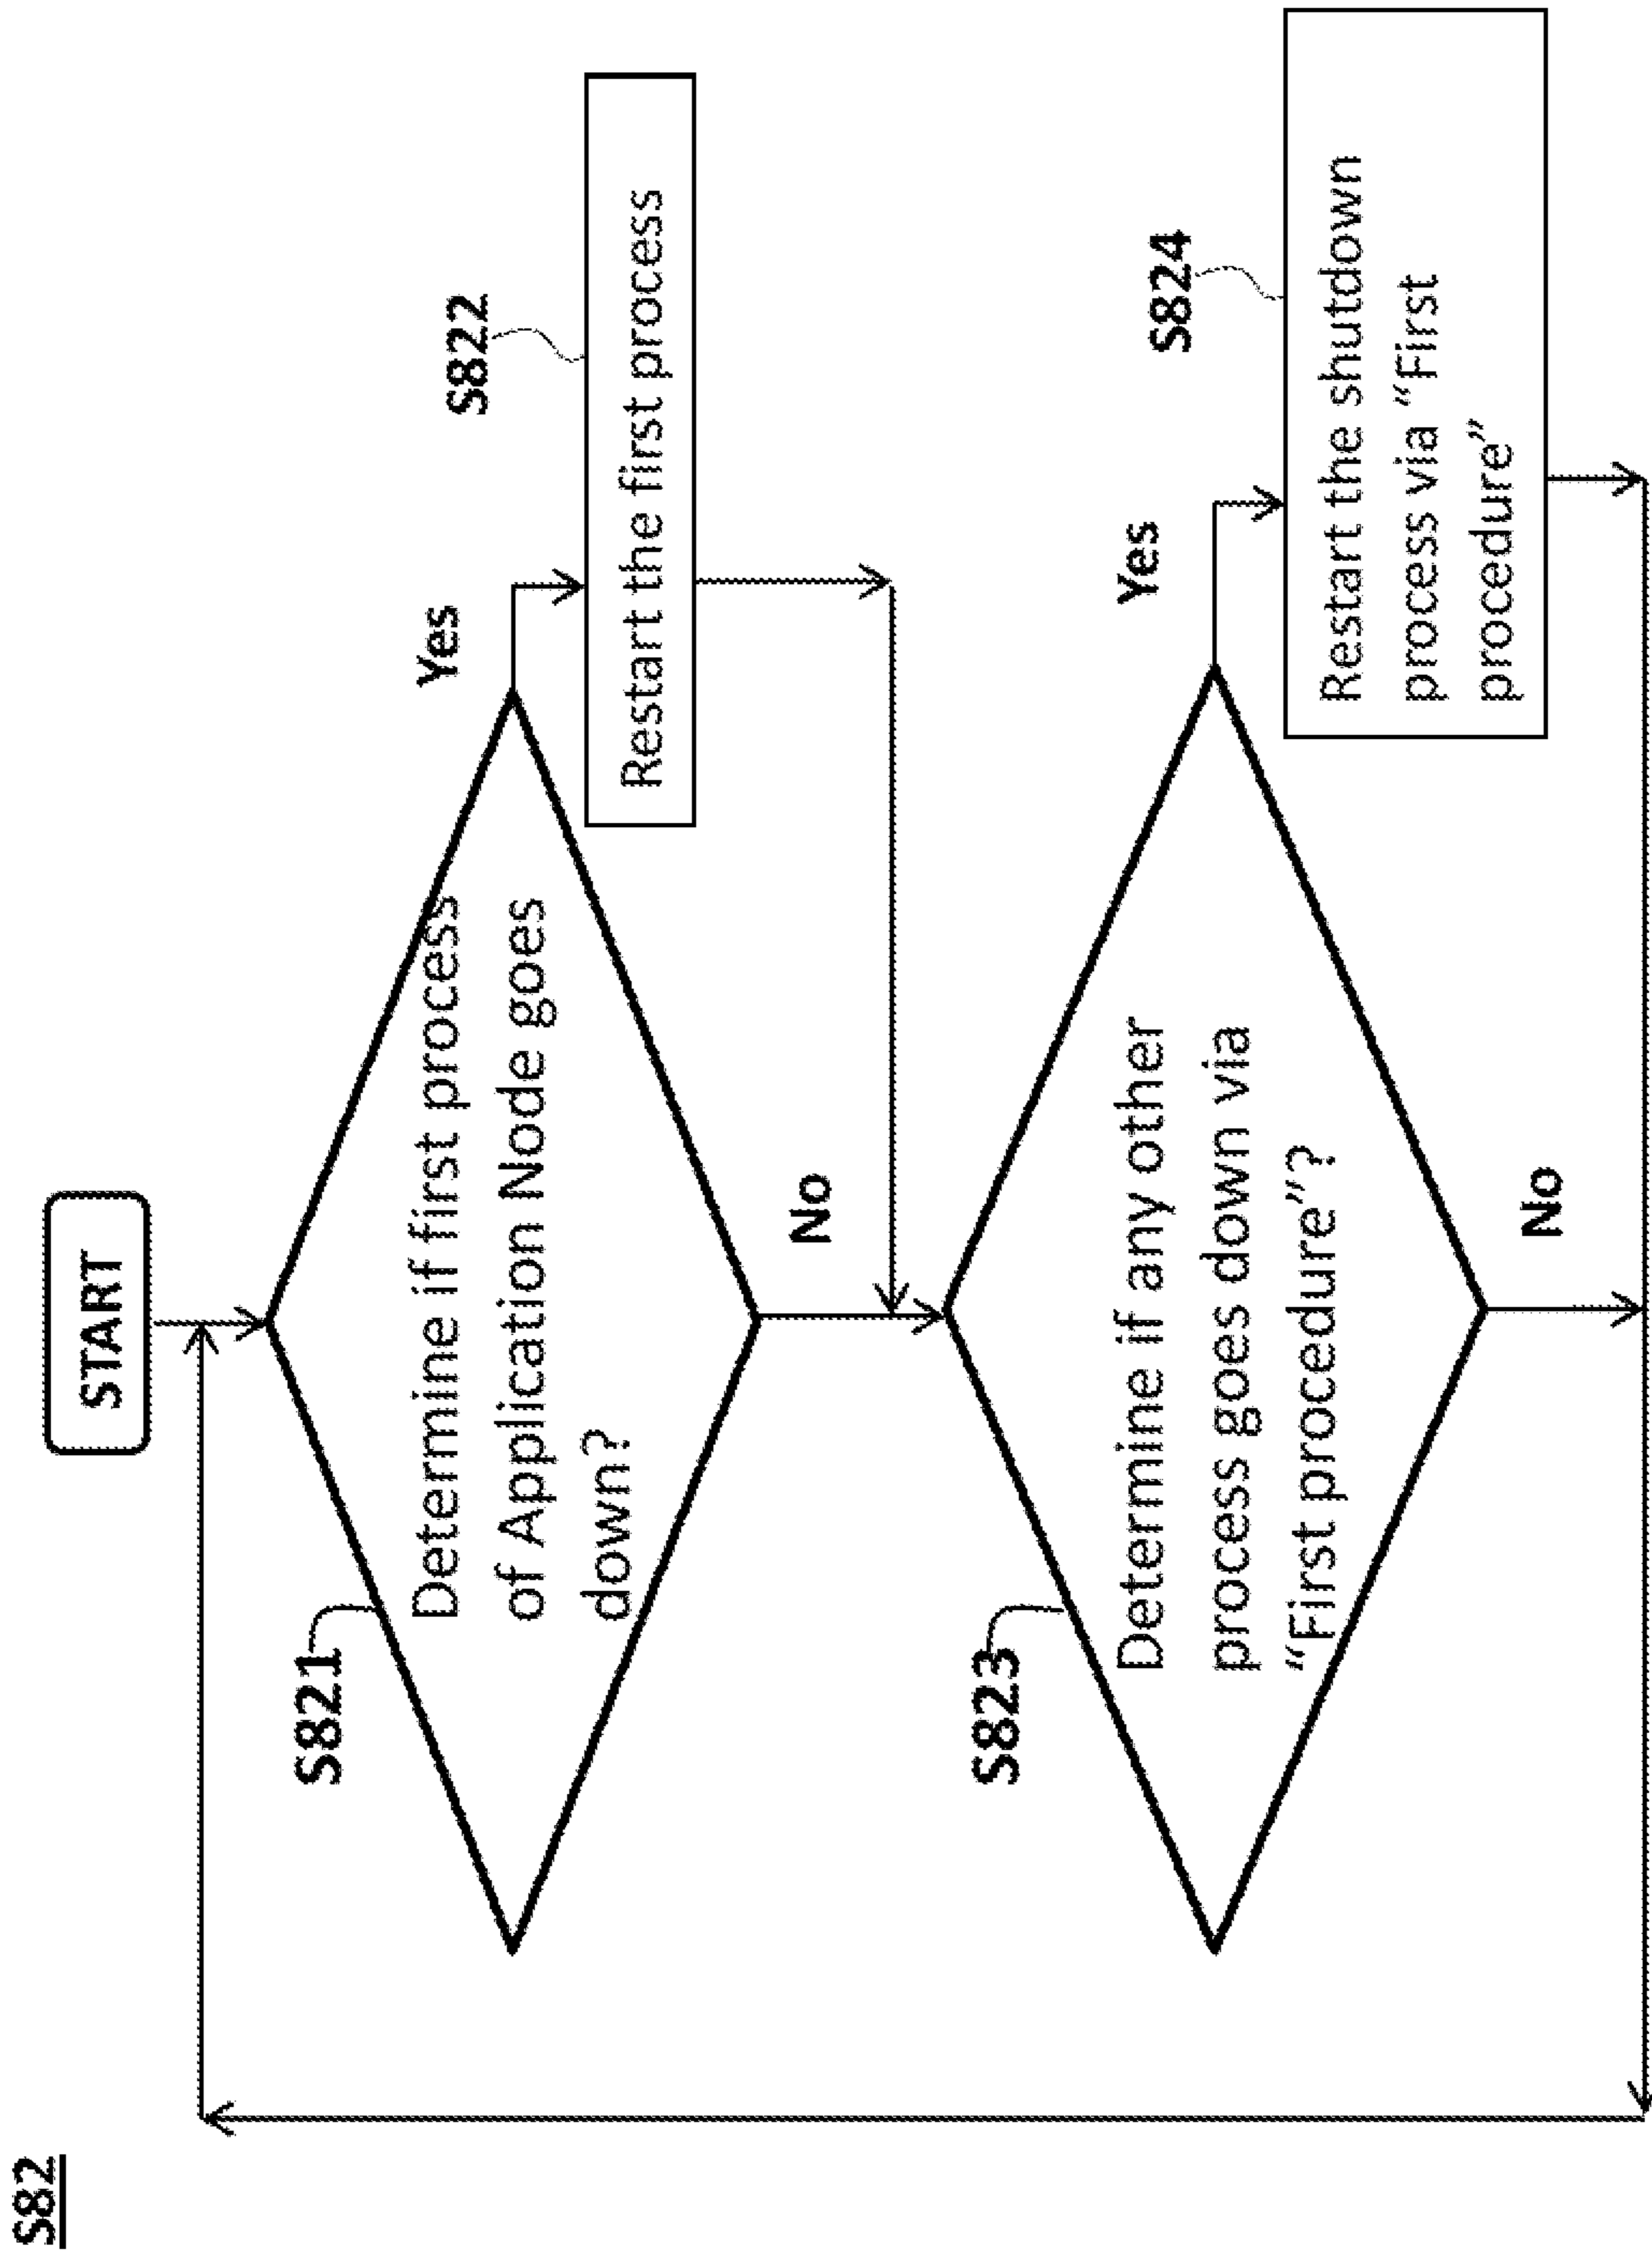 S82
START
S821
Determine if first process
of Application Node goes
down?
Yes
S822
Restart the first process
No
S823
Determine if any other
process goes down via
“First procedure”?
Yes
S824
Restart the shutdown
process via “First
procedure”
No